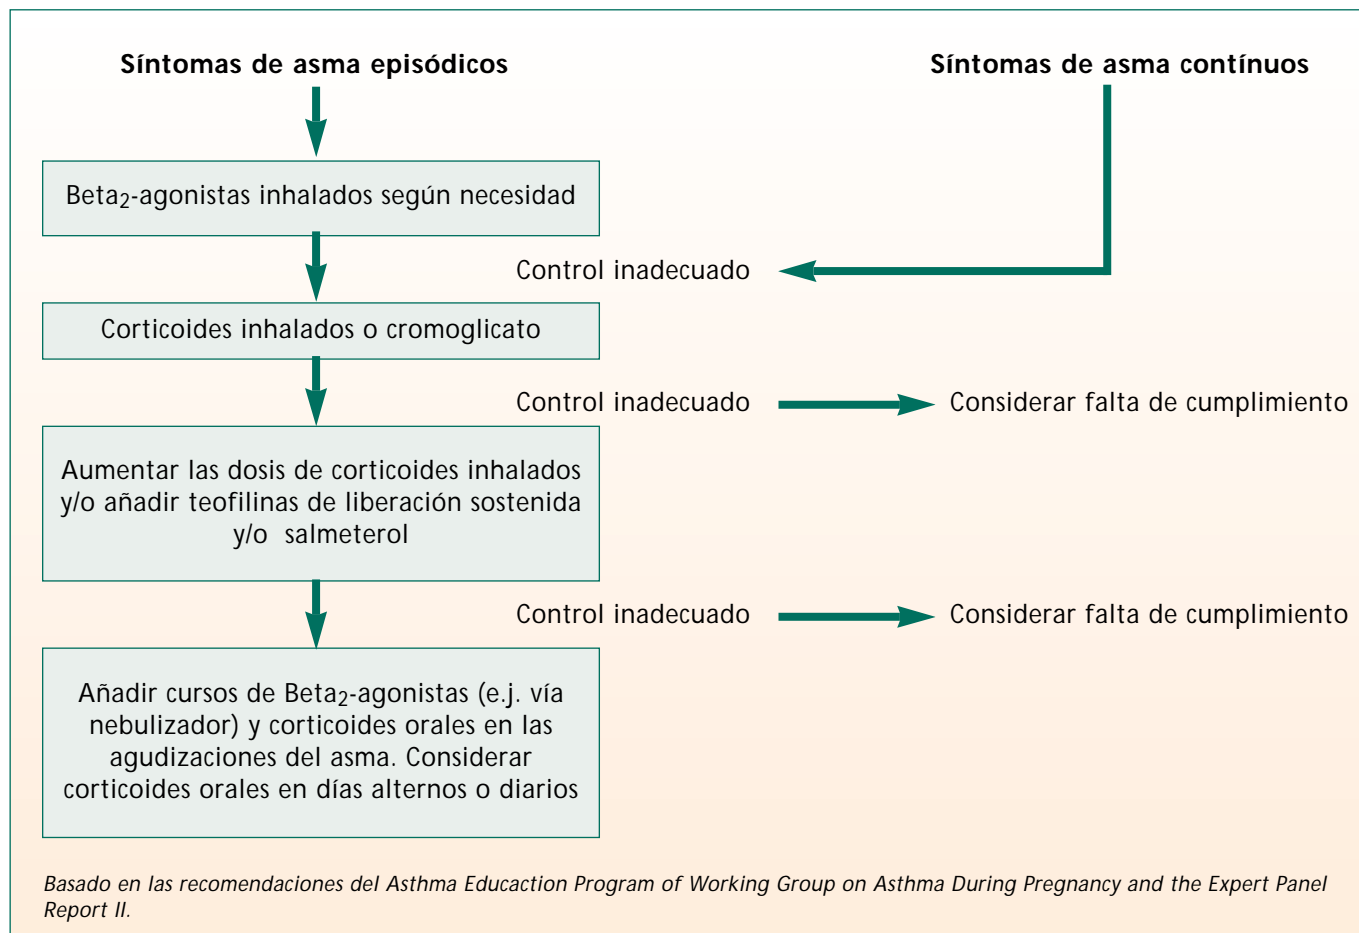 Síntomas de asma episódicos
Síntomas de asma contínuos
Beta₂-agonistas inhalados según necesidad
Control inadecuado
Corticoides inhalados o cromoglicato
Control inadecuado
Considerar falta de cumplimiento
Aumentar las dosis de corticoides inhalados
y/o añadir teofilinas de liberación sostenida
y/o salmeterol
Control inadecuado
Considerar falta de cumplimiento
Añadir cursos de Beta₂-agonistas (e.j. vía
nebulizador) y corticoides orales en las
agudizaciones del asma. Considerar
corticoides orales en días alternos o diarios
Basado en las recomendaciones del Asthma Educaction Program of Working Group on Asthma During Pregnancy and the Expert Panel
Report II.